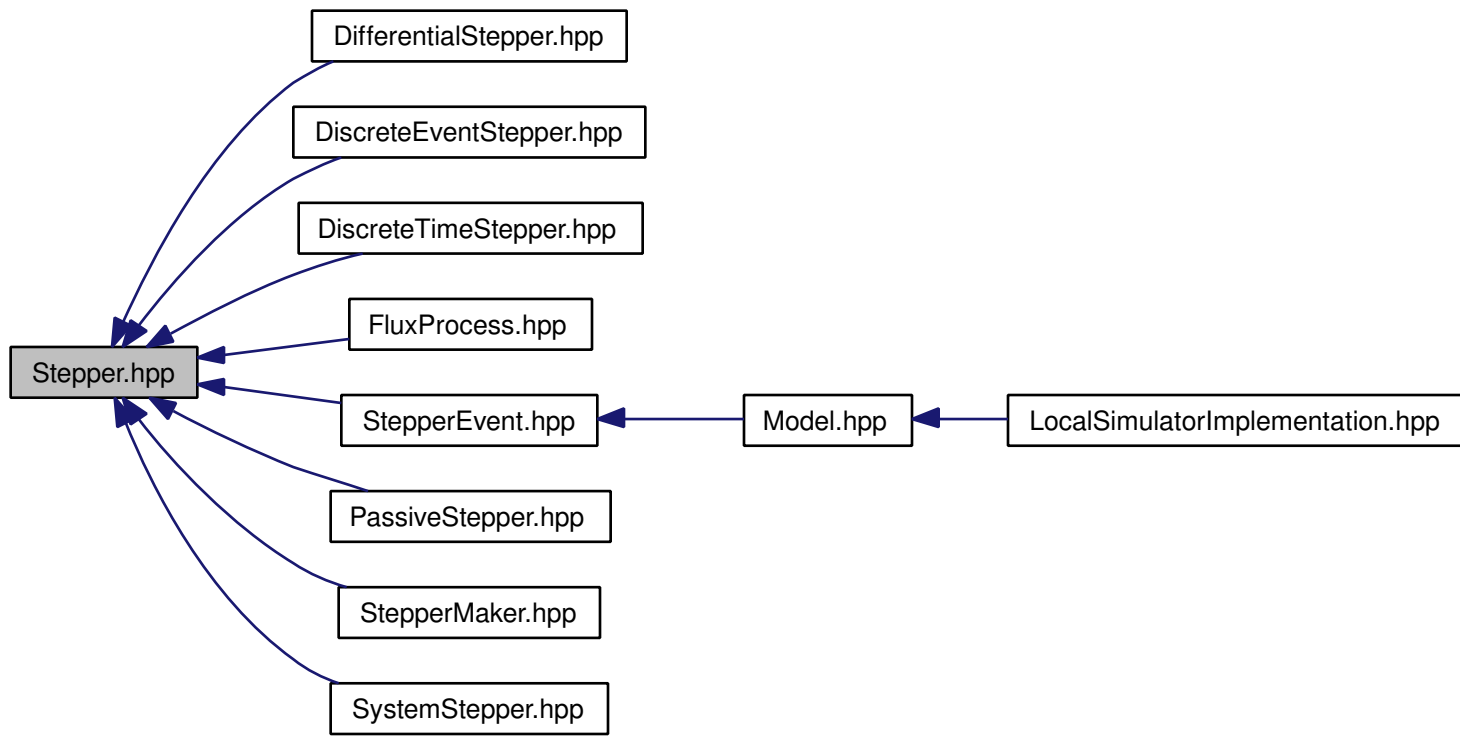 DifferentialStepper.hpp
DiscreteEventStepper.hpp
DiscreteTimeStepper.hpp
FluxProcess.hpp
Stepper.hpp
StepperEvent.hpp
Model.hpp
LocalSimulatorImplementation.hpp
PassiveStepper.hpp
StepperMaker.hpp
SystemStepper.hpp